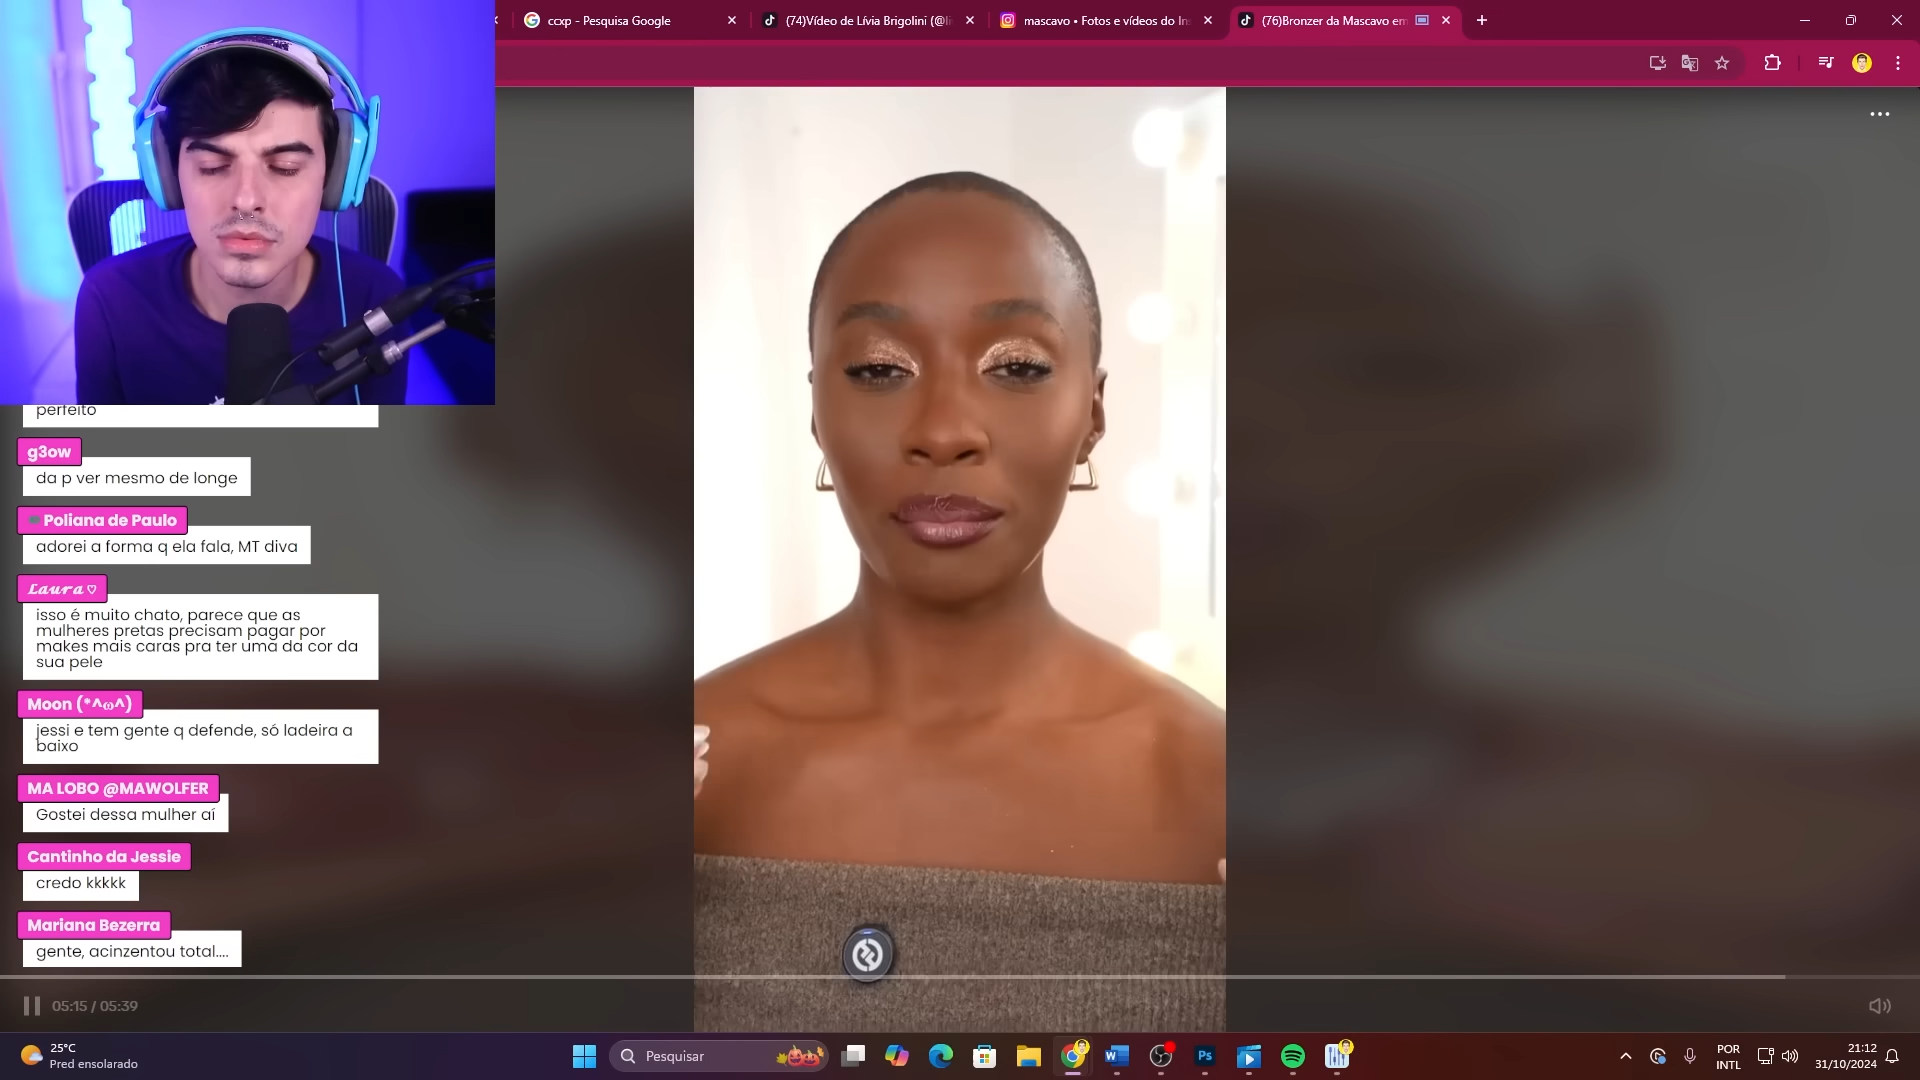 ccxp - Pesquisa Google
(74)Vídeo de Lívia Brigolini (@li
mascavo • Fotos e vídeos do In
(76)Bronzer da Mascavo em
perfeito
g3ow
da p ver mesmo de longe
Poliana de Paulo
adorei a forma q ela fala, MT diva
Laura ♡
isso é muito chato, parece que as
mulheres pretas precisam pagar por
makes mais caras pra ter uma da cor da
sua pele
Moon (*^ω^)
jessi e tem gente q defende, só ladeira a
baixo
MA LOBO @MAWOLFER
Gostei dessa mulher aí
Cantinho da Jessie
credo kkkkk
Mariana Bezerra
gente, acinzentou total....
05:15 / 05:39
25°C
Pred ensolarado
Pesquisar
W
Ps
POR
INTL
21:12
31/10/2024